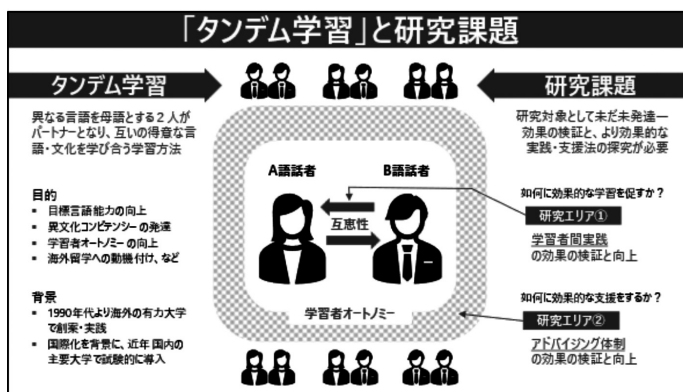 「タンデム学習」と研究課題
タンデム学習
異なる言語を母語とする2人が
パートナーとなり、互いの得意な言
語・文化を学び合う学習方法
目的
▪ 目標言語能力の向上
▪ 異文化コンピテンシーの発達
▪ 学習者オートノミーの向上
▪ 海外留学への動機付け、など
背景
▪ 1990年代より海外の有力大学
で創案・実践
▪ 国際化を背景に、近年国内の
主要大学で試験的に導入
A語話者
B語話者
互恵性
学習者オートノミー
研究課題
研究対象として未だ未発達―
効果の検証と、より効果的な
実践・支援法の探究が必要
如何に効果的な学習を促すか？
研究エリア①
学習者間実践
の効果の検証と向上
如何に効果的な支援をするか？
研究エリア②
アドバイジング体制
の効果の検証と向上